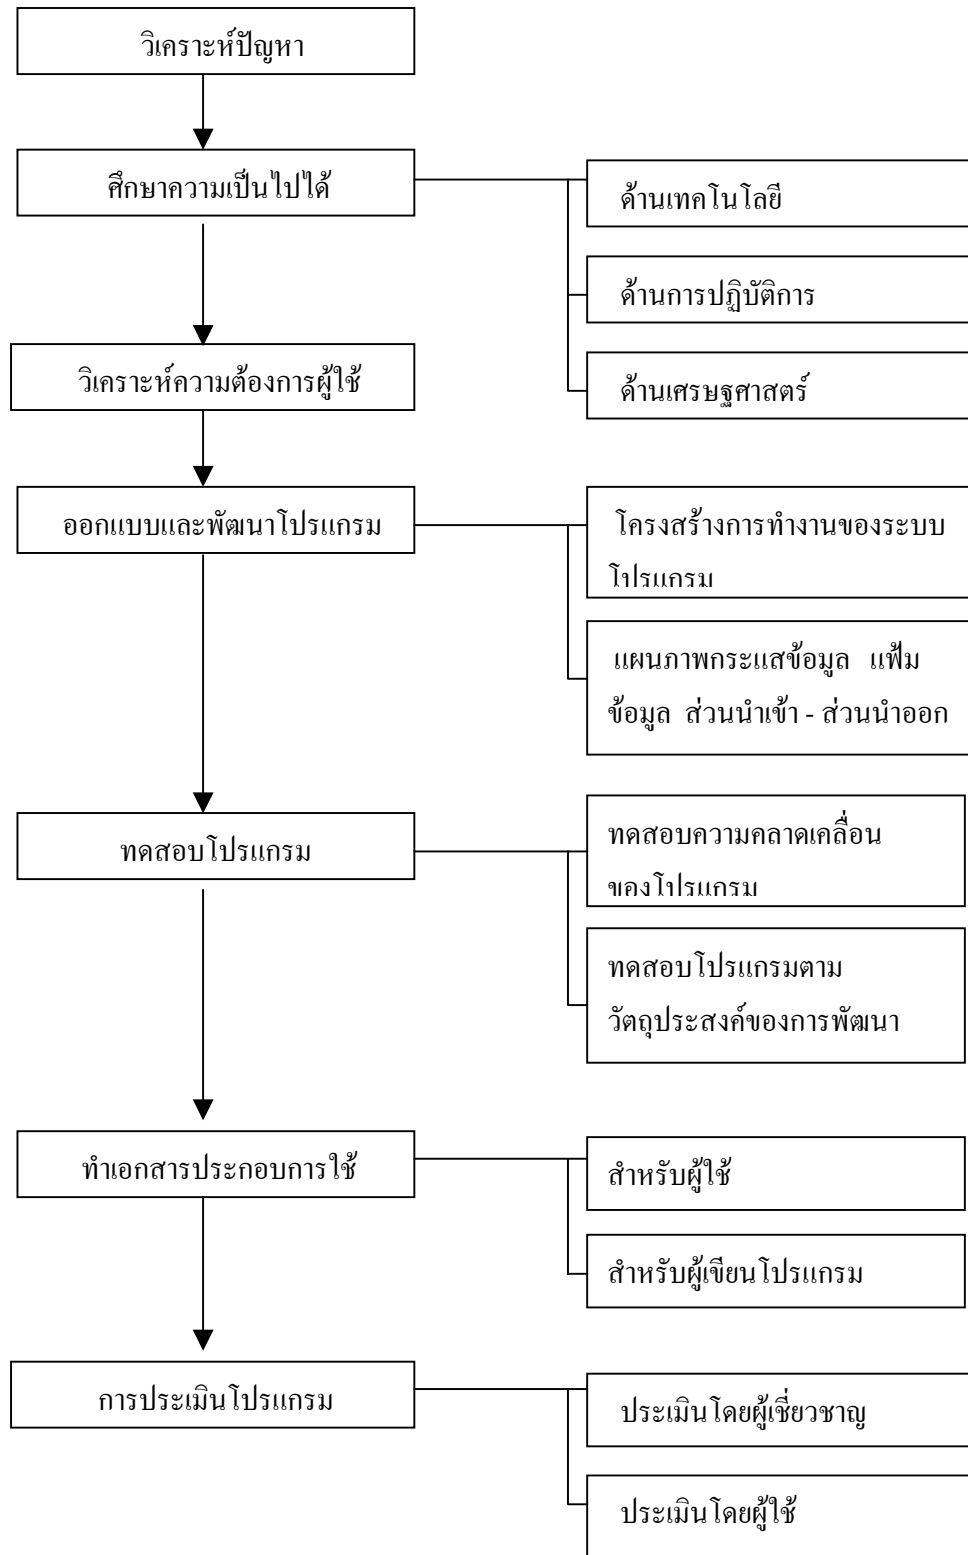 วิเคราะห์ปัญหา
ศึกษาความเป็นไปได้
ด้านเทคโนโลยี
ด้านการปฏิบัติการ
ด้านเศรษฐศาสตร์
วิเคราะห์ความต้องการผู้ใช้
ออกแบบและพัฒนาโปรแกรม
โครงสร้างการทำงานของระบบ
โปรแกรม
แผนภาพกระแสข้อมูล แฟ้ม
ข้อมูล ส่วนนำเข้า - ส่วนนำออก
ทดสอบโปรแกรม
ทดสอบความคลาดเคลื่อน
ของโปรแกรม
ทดสอบโปรแกรมตาม
วัตถุประสงค์ของการพัฒนา
ทำเอกสารประกอบการใช้
สำหรับผู้ใช้
สำหรับผู้เขียนโปรแกรม
การประเมินโปรแกรม
ประเมินโดยผู้เชี่ยวชาญ
ประเมินโดยผู้ใช้